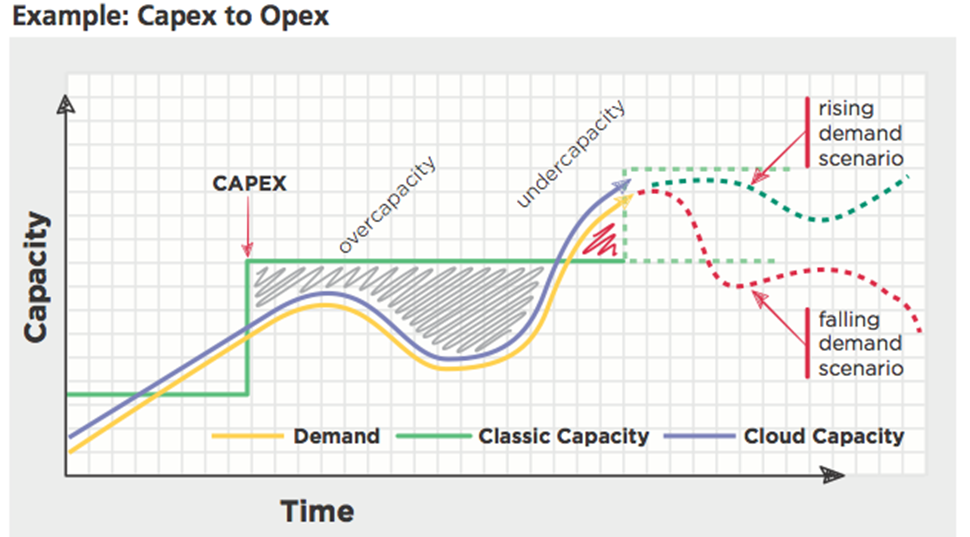 Example: Capex to Opex
Capacity
CAPEX
overcapacity
undercapacity
rising
demand
scenario
falling
demand
scenario
Demand
Classic Capacity
Cloud Capacity
Time